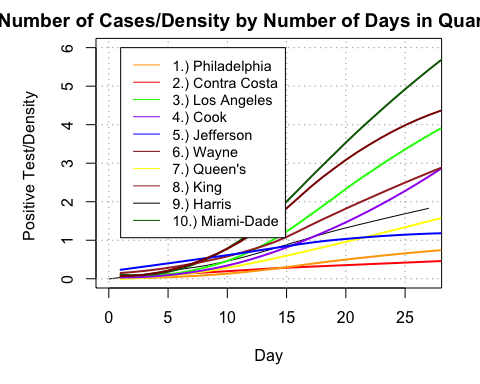 Number of Cases/Density by Number of Days in Quar
Positive Test/Density
6
5
4
3
2
1
0
1.) Philadelphia
2.) Contra Costa
3.) Los Angeles
4.) Cook
5.) Jefferson
6.) Wayne
7.) Queen's
8.) King
9.) Harris
10.) Miami-Dade
0 5 10 15 20 25
Day